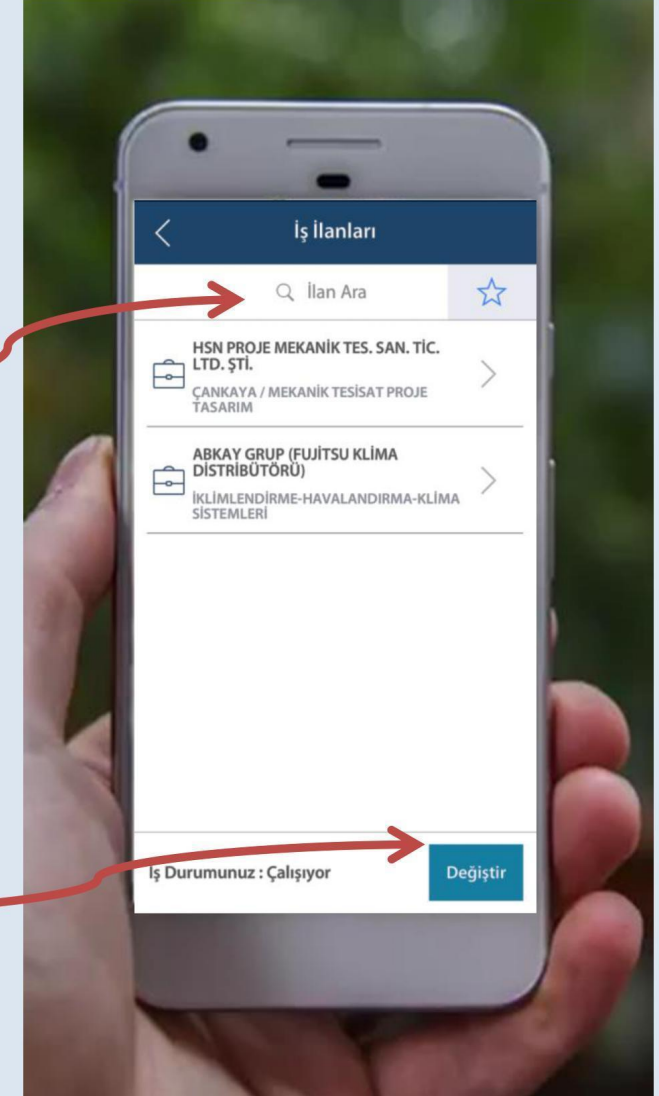 İş İlanları
İlan Ara
HSN PROJE MEKANİK TES. SAN. TİC.
LTD. ŞTİ.
ÇANKAYA / MEKANİK TESİSAT PROJE
TASARIM
ABKAY GRUP (FUJİTSU KLİMA
DİSTRİBÜTÖRÜ)
İKLİMLENDİRME-HAVALANDIRMA-KLİMA
SİSTEMLERİ
İş Durumunuz : Çalışıyor
Değiştir